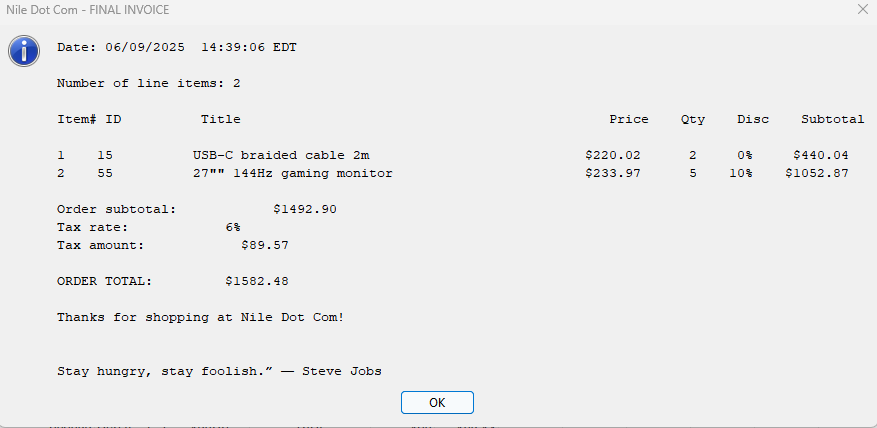 Nile Dot Com - FINAL INVOICE
Date: 06/09/2025 14:39:06 EDT
Number of line items: 2
Item# ID Title Price Qty Disc Subtotal
1 15 USB-C braided cable 2m $220.02 2 0% $440.04
2 55 27"" 144Hz gaming monitor $233.97 5 10% $1052.87
Order subtotal: $1492.90
Tax rate: 6%
Tax amount: $89.57
ORDER TOTAL: $1582.48
Thanks for shopping at Nile Dot Com!
Stay hungry, stay foolish.” — Steve Jobs
OK